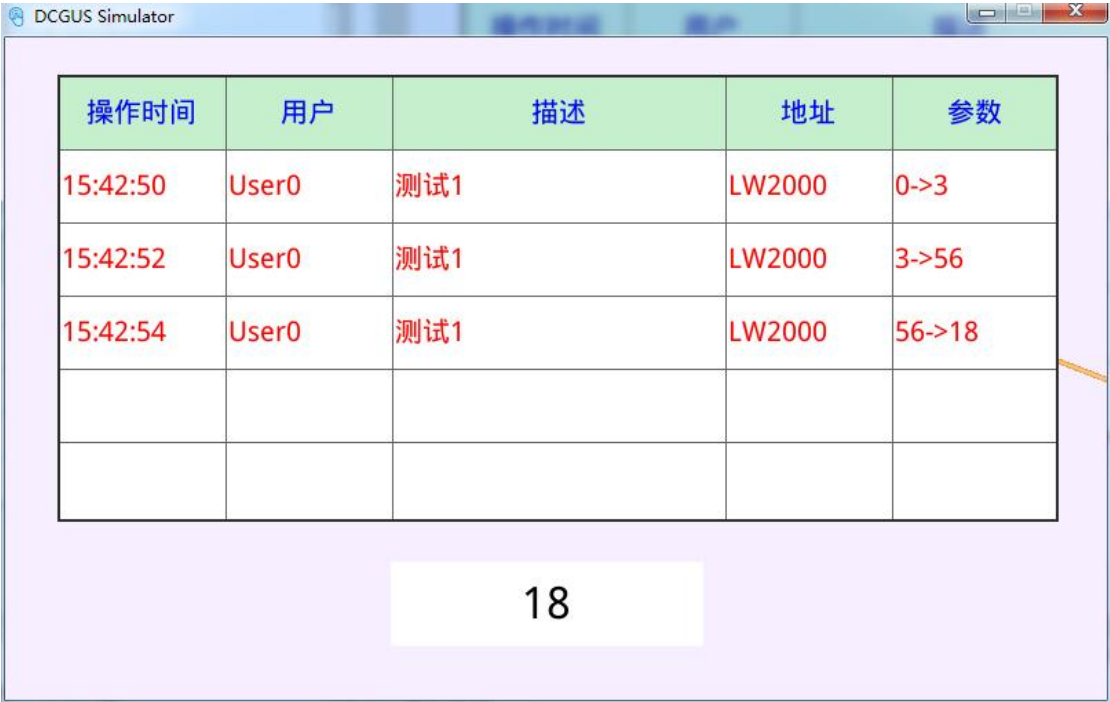 DCGUS Simulator
操作时间 用户 描述 地址 参数
15:42:50 User0 测试1 LW2000 0->3
15:42:52 User0 测试1 LW2000 3->56
15:42:54 User0 测试1 LW2000 56->18
18